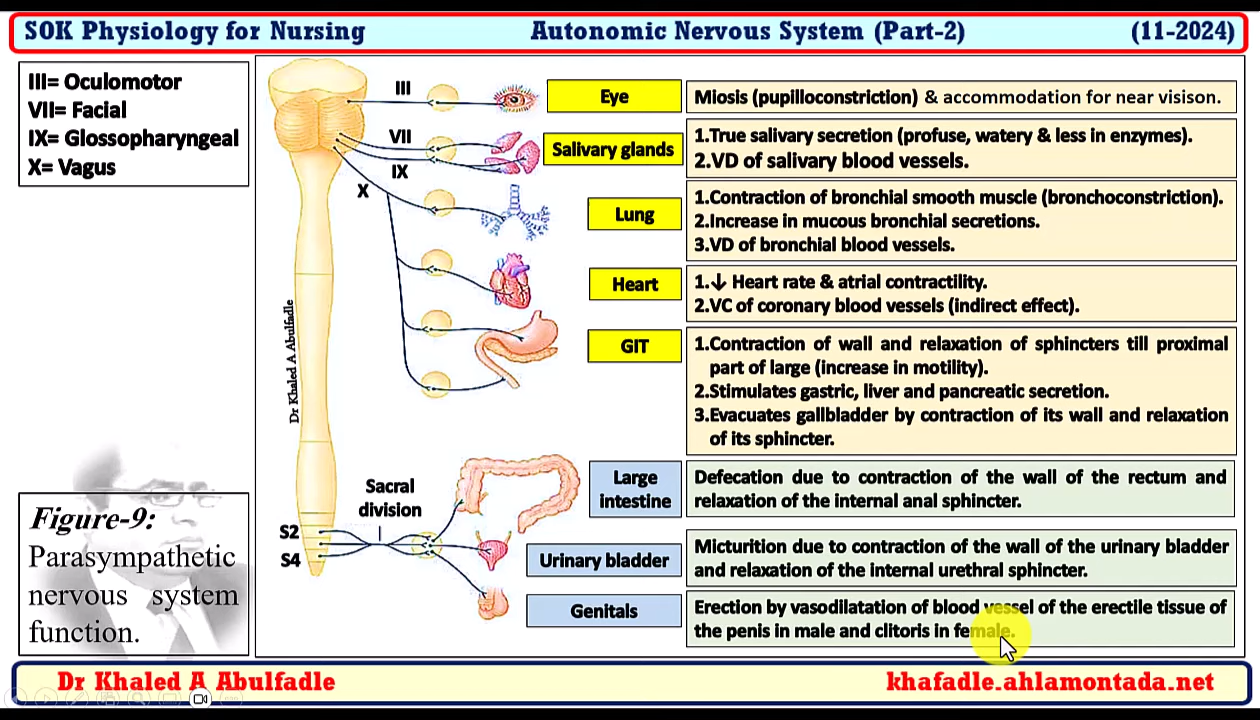 SOK Physiology for Nursing Autonomic Nervous System (Part-2) (11-2024)
III= Oculomotor
VII= Facial
IX= Glossopharyngeal
X= Vagus
III
Eye
Miosis (pupilloconstriction) & accommodation for near visison.
VII
IX
Salivary glands
1.True salivary secretion (profuse, watery & less in enzymes).
2.VD of salivary blood vessels.
X
Lung
1.Contraction of bronchial smooth muscle (bronchoconstriction).
2.Increase in mucous bronchial secretions.
3.VD of bronchial blood vessels.
Heart
1.↓ Heart rate & atrial contractility.
2.VC of coronary blood vessels (indirect effect).
Dr Khaled A Abulfadle
GIT
1.Contraction of wall and relaxation of sphincters till proximal
part of large (increase in motility).
2.Stimulates gastric, liver and pancreatic secretion.
3.Evacuates gallbladder by contraction of its wall and relaxation
of its sphincter.
Sacral
division
Large
intestine
Defecation due to contraction of the wall of the rectum and
relaxation of the internal anal sphincter.
S2
S4
Urinary bladder
Micturition due to contraction of the wall of the urinary bladder
and relaxation of the internal urethral sphincter.
Genitals
Erection by vasodilatation of blood vessel of the erectile tissue of
the penis in male and clitoris in female.
Figure-9:
Parasympathetic
nervous system
function.
Dr Khaled A Abulfadle khafadle.ahlamontada.net